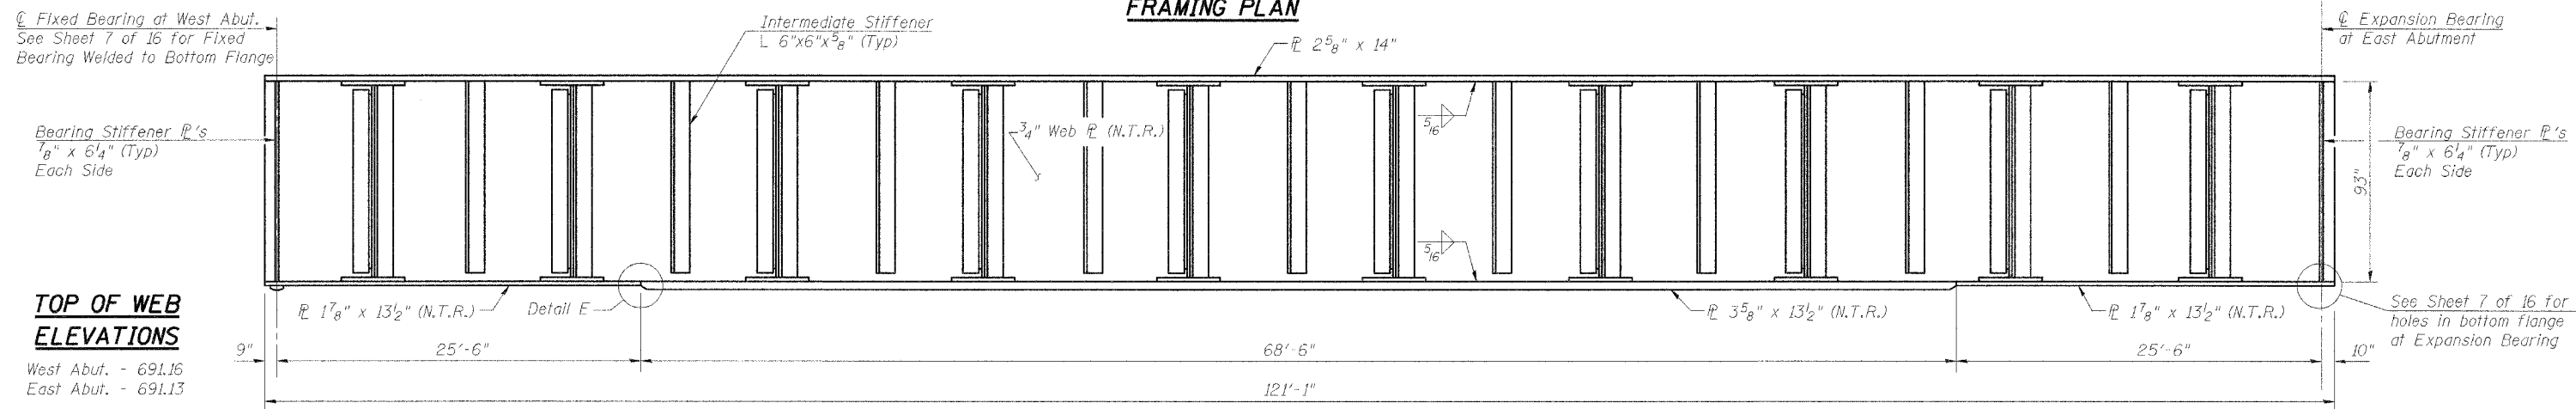 FRAMING PLAN
℄ Fixed Bearing at West Abut.
See Sheet 7 of 16 for Fixed
Bearing Welded to Bottom Flange
Intermediate Stiffener
L 6"x6"x5/8" (Typ)
℄ Expansion Bearing
at East Abutment
PL 2 5/8" x 14"
Bearing Stiffener PL's
7/8" x 6 1/4" (Typ)
Each Side
3/4" Web PL (N.T.R.)
5/16
5/16
93"
Bearing Stiffener PL's
7/8" x 6 1/4" (Typ)
Each Side
TOP OF WEB
ELEVATIONS
West Abut. - 691.16
East Abut. - 691.13
PL 1 7/8" x 13 1/2" (N.T.R.)
Detail E
PL 3 5/8" x 13 1/2" (N.T.R.)
PL 1 7/8" x 13 1/2" (N.T.R.)
See Sheet 7 of 16 for
holes in bottom flange
at Expansion Bearing
9"
25'-6"
68'-6"
25'-6"
10"
121'-1"